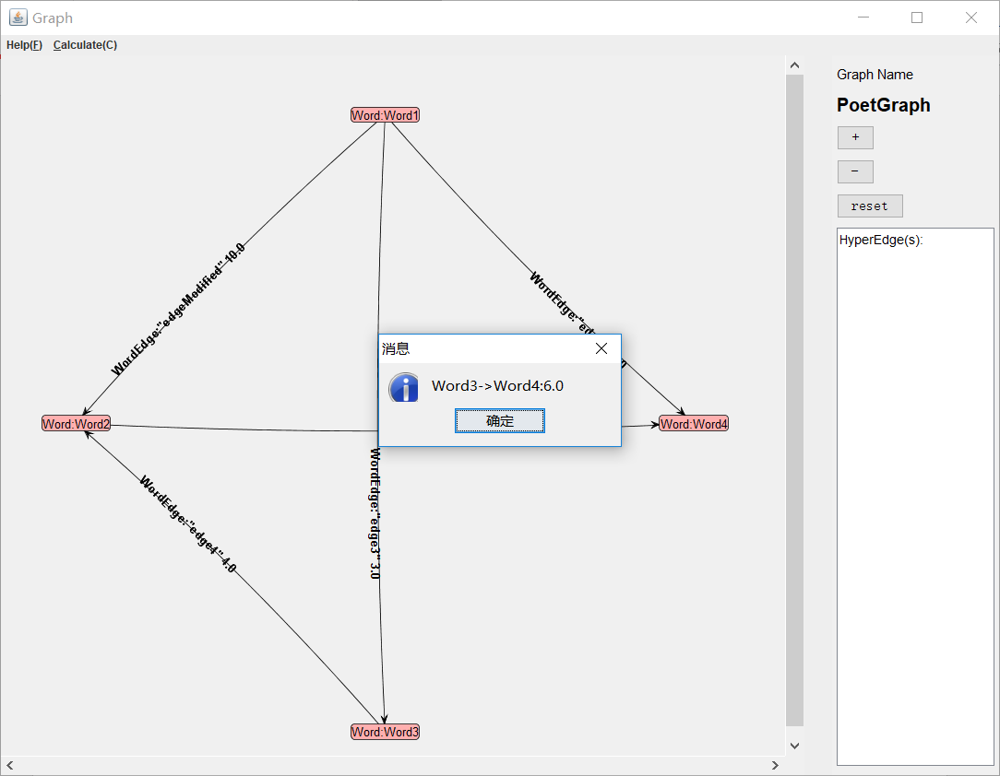 Graph
Help(F) Calculate(C)
Graph Name
PoetGraph
+
−
reset
HyperEdge(s):
Word:Word1
WordEdge:"edgeModified" 10.0
WordEdge:"ed
消息
Word3->Word4:6.0
确定
Word:Word2
Word:Word4
WordEdge:"edge3" 3.0
WordEdge:"edge4" 4.0
Word:Word3